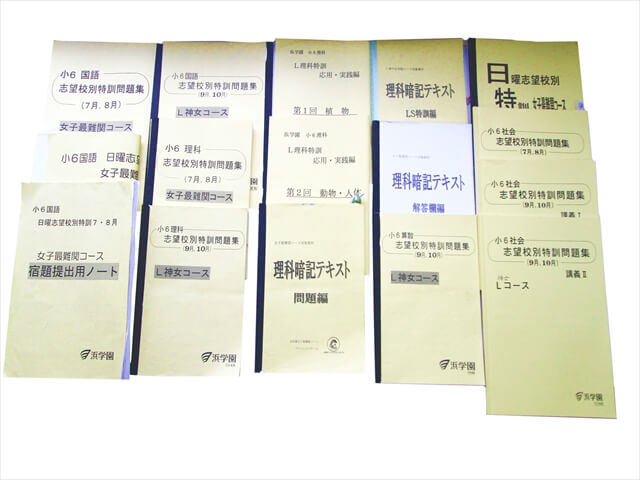 小6 国語
志望校別特訓問題集
(7月, 8月)
女子最難関コース
小6国語
志望校別特訓問題集
(9月, 10月)
L神女コース
浜学園 小6理科
L理科特訓
応用・実践編
第1回 植物
理科暗記テキスト
LS特訓編
日曜志望校別
特訓
女子最難関コース
小6国語 日曜志望
女子最難
小6 理科
志望校別特訓問題集
(7月, 8月)
女子最難関コース
浜学園 小6理科
L理科特訓
応用・実践編
第2回 動物・人体
理科暗記テキスト
解答欄編
小6社会
志望校別特訓問題集
(7月, 8月)
小6社会
志望校別特訓問題集
(9月, 10月)
講義I
小6国語
日曜志望校別特訓7・8月
女子最難関コース
宿題提出用ノート
浜学園
小6理科
志望校別特訓問題集
(9月, 10月)
L神女コース
浜学園
理科暗記テキスト
問題編
小6算数
志望校別特訓問題集
(9月, 10月)
L神女コース
浜学園
小6社会
志望校別特訓問題集
(9月, 10月)
講義II
Lコース
浜学園